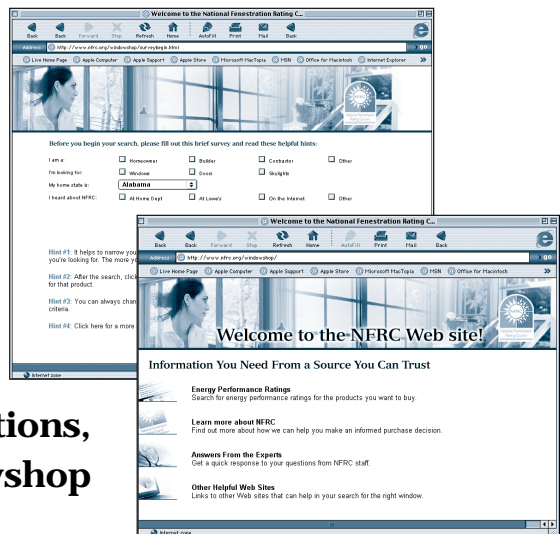 Welcome to the National Fenestration Rating C...
Back Back Forward Stop Refresh Home AutoFill Print Mail Back
Address http://www.nfrc.org/windowshop/surveybegin.html go
Live Home Page Apple Computer Apple Support Apple Store Microsoft MacTopia MSN Office for Macintosh Internet Explorer
NFRC
Before you begin your search, please fill out this brief survey and read these helpful hints:
I am a: Homeowner Builder Contractor Other
I'm looking for: Windows Doors Skylights
My home state is: Alabama
I heard about NFRC: At Home Dept At Lowe's On the Internet Other
Hint #1: It helps to narrow you
you're looking for. The more yo
Hint #2: After the search, click
for that product.
Hint #3: You can always chan
criteria.
Hint #4: Click here for a more
Internet zone
Welcome to the National Fenestration Rating C...
Back Back Forward Stop Refresh Home AutoFill Print Mail
Address http://www.nfrc.org/windowshop/ go
Live Home Page Apple Computer Apple Support Apple Store Microsoft MacTopia MSN Office for Macintosh
NFRC
Welcome to the NFRC Web site!
Information You Need From a Source You Can Trust
Energy Performance Ratings
Search for energy performance ratings for the products you want to buy.
Learn more about NFRC
Find out more about how we can help you make an informed purchase decision.
Answers From the Experts
Get a quick response to your questions from NFRC staff.
Other Helpful Web Sites
Links to other Web sites that can help in your search for the right window.
Internet zone
tions,
wshop